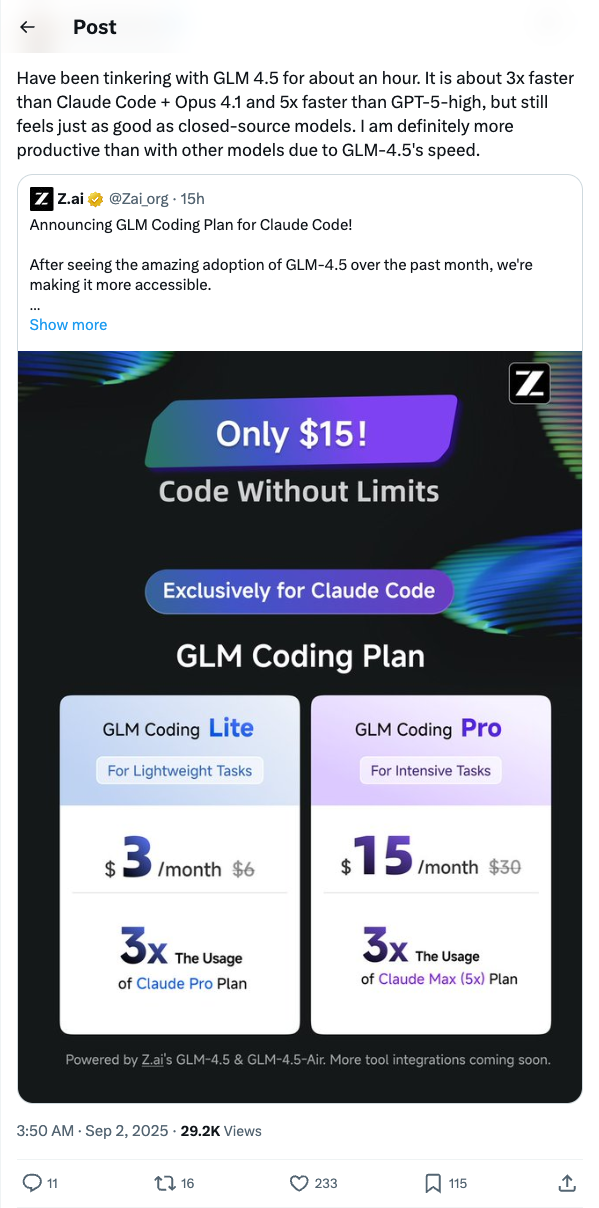 Post
Have been tinkering with GLM 4.5 for about an hour. It is about 3x faster
than Claude Code + Opus 4.1 and 5x faster than GPT-5-high, but still
feels just as good as closed-source models. I am definitely more
productive than with other models due to GLM-4.5's speed.
Z.ai @Zai_org · 15h
Announcing GLM Coding Plan for Claude Code!
After seeing the amazing adoption of GLM-4.5 over the past month, we're
making it more accessible.
...
Show more
Z
Only $15!
Code Without Limits
Exclusively for Claude Code
GLM Coding Plan
GLM Coding Lite
For Lightweight Tasks
$3/month $6
3x The Usage
of Claude Pro Plan
GLM Coding Pro
For Intensive Tasks
$15/month $30
3x The Usage
of Claude Max (5x) Plan
Powered by Z.ai's GLM-4.5 & GLM-4.5-Air. More tool integrations coming soon.
3:50 AM · Sep 2, 2025 · 29.2K Views
11 16 233 115